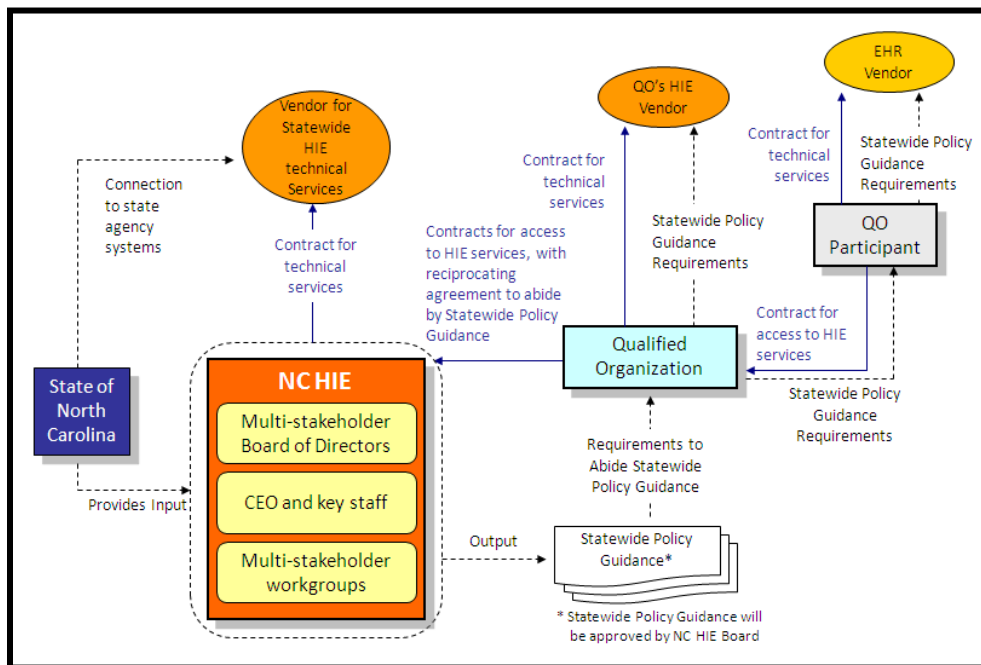 EHR
Vendor
QO's HIE
Vendor
Vendor for
Statewide
HIE
technical
Services
Connection
to state
agency
systems
Contract for
technical
services
Contracts for access
to HIE services, with
reciprocating
agreement to abide
by Statewide Policy
Guidance
Contract for
technical
services
Statewide Policy
Guidance
Requirements
Contract for
technical
services
Statewide Policy
Guidance
Requirements
QO
Participant
Contract for
access to HIE
services
Statewide Policy
Guidance
Requirements
Qualified
Organization
State of
North
Carolina
Provides Input
NC HIE
Multi-stakeholder
Board of Directors
CEO and key staff
Multi-stakeholder
workgroups
Output
Requirements to
Abide Statewide
Policy Guidance
Statewide Policy
Guidance*
* Statewide Policy Guidance will
be approved by NC HIE Board